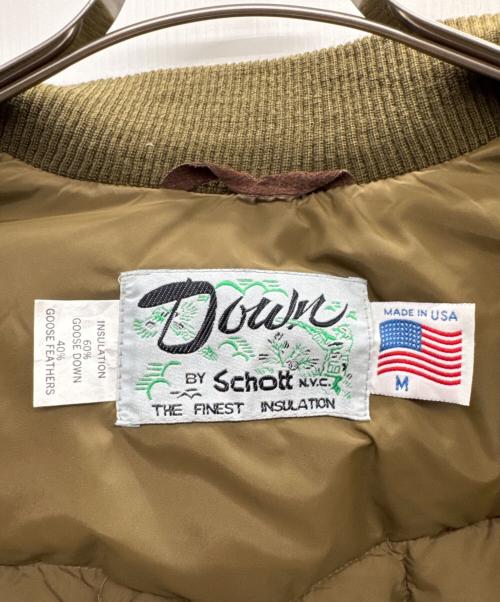 INSULATION
60%
GOOSE DOWN
40%
GOOSE FEATHERS
Down
BY Schott N.Y.C.
THE FINEST INSULATION
MADE IN USA
M